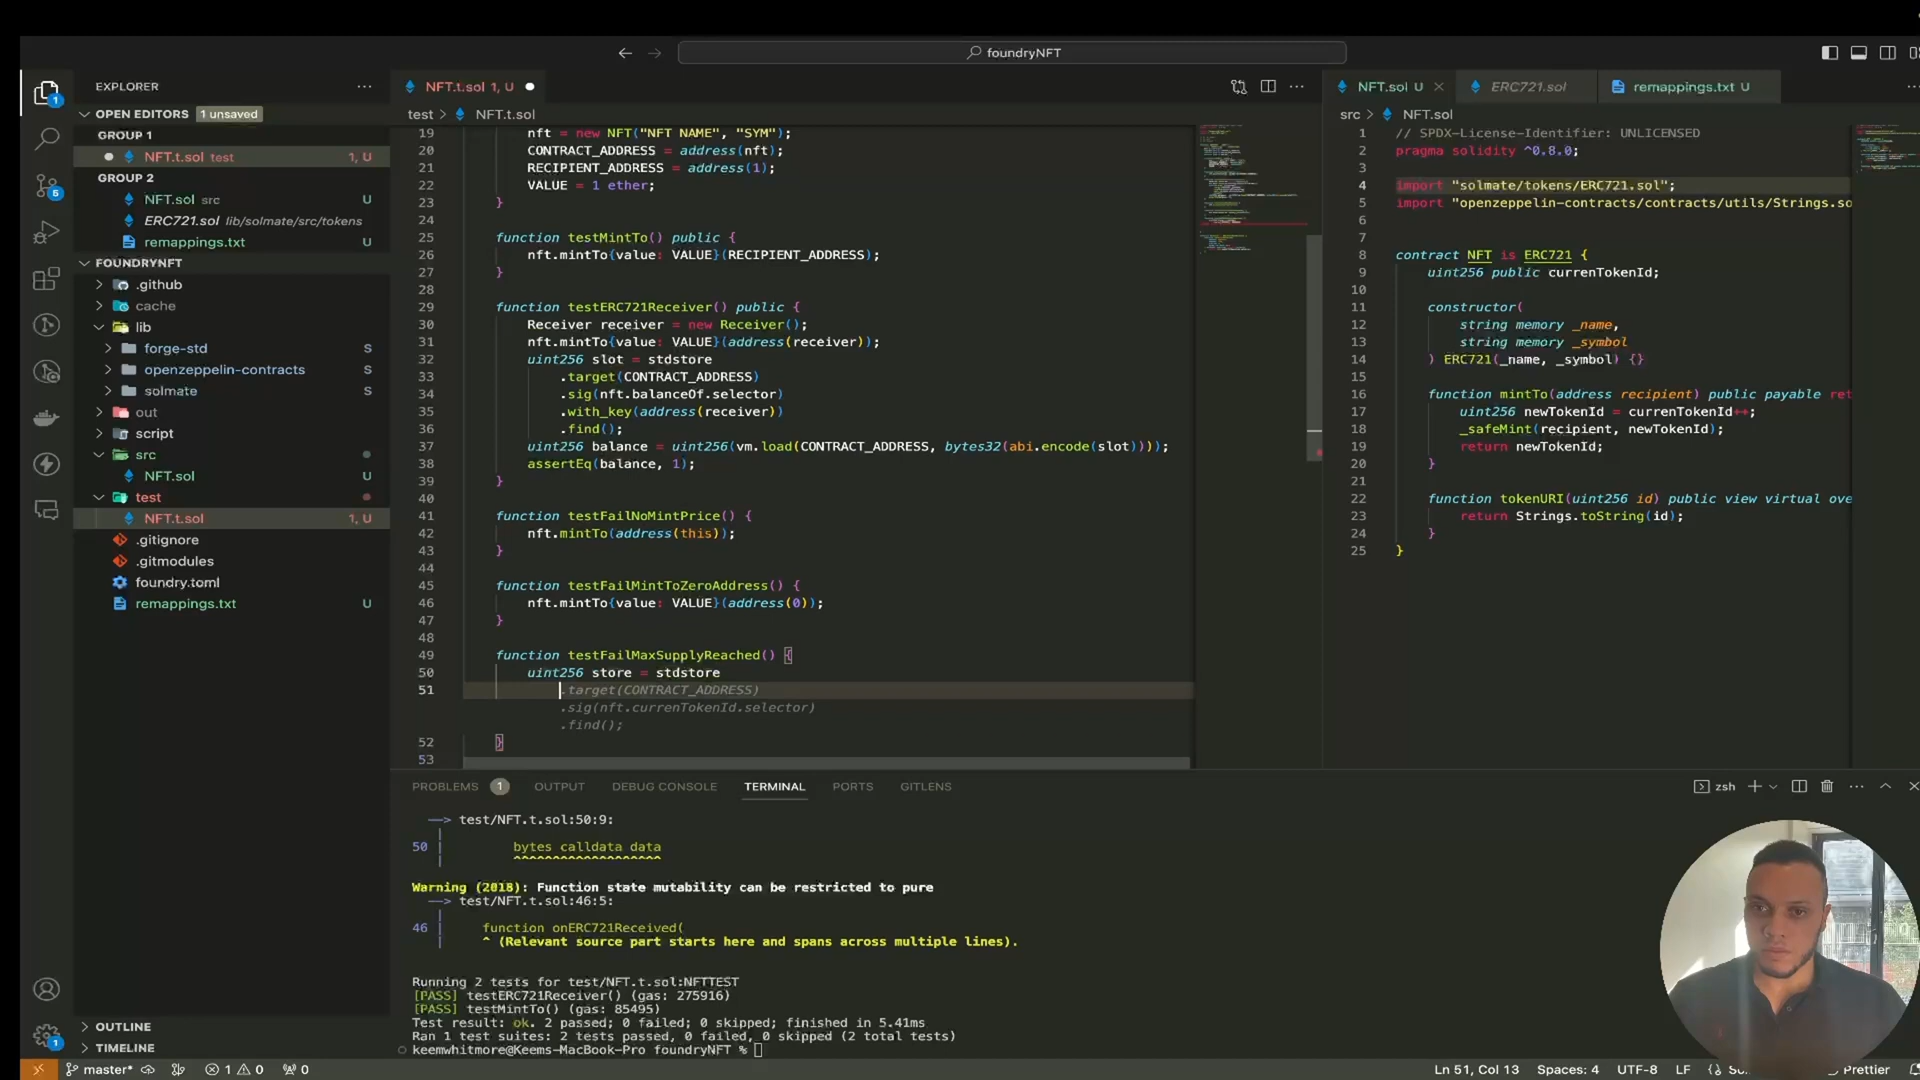 foundryNFT
EXPLORER
OPEN EDITORS 1 unsaved
GROUP 1
NFT.t.sol test 1, U
GROUP 2
NFT.sol src U
ERC721.sol lib/solmate/src/tokens
remappings.txt U
FOUNDRYNFT
.github
cache
lib
forge-std S
openzeppelin-contracts S
solmate S
out
script
src
NFT.sol U
test
NFT.t.sol 1, U
.gitignore
.gitmodules
foundry.toml
remappings.txt U
OUTLINE
TIMELINE
NFT.t.sol 1, U
test > NFT.t.sol
19 nft = new NFT("NFT NAME", "SYM");
20 CONTRACT_ADDRESS = address(nft);
21 RECIPIENT_ADDRESS = address(1);
22 VALUE = 1 ether;
23 }
24
25 function testMintTo() public {
26 nft.mintTo{value: VALUE}(RECIPIENT_ADDRESS);
27 }
28
29 function testERC721Receiver() public {
30 Receiver receiver = new Receiver();
31 nft.mintTo{value: VALUE}(address(receiver));
32 uint256 slot = stdstore
33 .target(CONTRACT_ADDRESS)
34 .sig(nft.balanceOf.selector)
35 .with_key(address(receiver))
36 .find();
37 uint256 balance = uint256(vm.load(CONTRACT_ADDRESS, bytes32(abi.encode(slot))));
38 assertEq(balance, 1);
39 }
40
41 function testFailNoMintPrice() {
42 nft.mintTo(address(this));
43 }
44
45 function testFailMintToZeroAddress() {
46 nft.mintTo{value: VALUE}(address(0));
47 }
48
49 function testFailMaxSupplyReached() {
50 uint256 store = stdstore
51 .target(CONTRACT_ADDRESS)
.sig(nft.currenTokenId.selector)
.find();
52 }
53
NFT.sol U
ERC721.sol
remappings.txt U
src > NFT.sol
1 // SPDX-License-Identifier: UNLICENSED
2 pragma solidity ^0.8.0;
3
4 import "solmate/tokens/ERC721.sol";
5 import "openzeppelin-contracts/contracts/utils/Strings.so
6
7
8 contract NFT is ERC721 {
9 uint256 public currenTokenId;
10
11 constructor(
12 string memory _name,
13 string memory _symbol
14 ) ERC721(_name, _symbol) {}
15
16 function mintTo(address recipient) public payable ret
17 uint256 newTokenId = currenTokenId++;
18 _safeMint(recipient, newTokenId);
19 return newTokenId;
20 }
21
22 function tokenURI(uint256 id) public view virtual ove
23 return Strings.toString(id);
24 }
25 }
PROBLEMS 1 OUTPUT DEBUG CONSOLE TERMINAL PORTS GITLENS
zsh
--> test/NFT.t.sol:50:9:
|
50 | bytes calldata data
| ^^^^^^^^^^^^^^^^^^^
Warning (2018): Function state mutability can be restricted to pure
--> test/NFT.t.sol:46:5:
|
46 | function onERC721Received(
| ^ (Relevant source part starts here and spans across multiple lines).
Running 2 tests for test/NFT.t.sol:NFTTEST
[PASS] testERC721Receiver() (gas: 275916)
[PASS] testMintTo() (gas: 85495)
Test result: ok. 2 passed; 0 failed; 0 skipped; finished in 5.41ms
Ran 1 test suites: 2 tests passed, 0 failed, 0 skipped (2 total tests)
keemwhitmore@Keems-MacBook-Pro foundryNFT %
master* 1 0 0
Ln 51, Col 13 Spaces: 4 UTF-8 LF Prettier